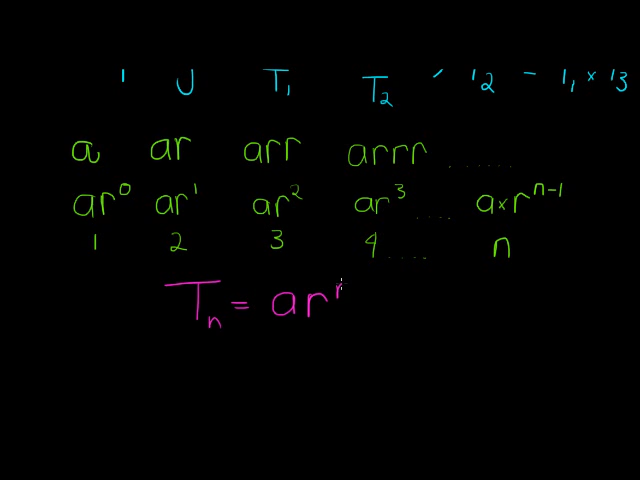 T₁ T₂
a ar arr arrr ......
ar⁰ ar¹ ar² ar³ .... a×rⁿ⁻¹
1 2 3 4 .... n
Tₙ = ar